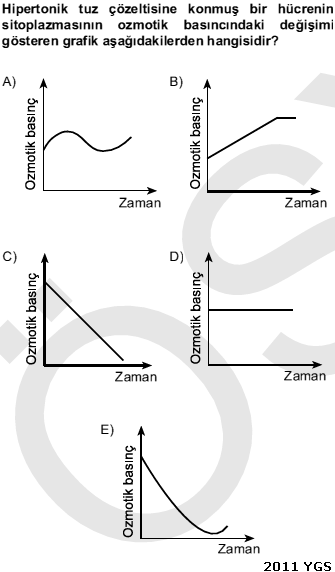 Hipertonik tuz çözeltisine konmuş bir hücrenin
sitoplazmasının ozmotik basıncındaki değişimi
gösteren grafik aşağıdakilerden hangisidir?
A)
Ozmotik basınç
Zaman
B)
Ozmotik basınç
Zaman
C)
Ozmotik basınç
Zaman
D)
Ozmotik basınç
Zaman
E)
Ozmotik basınç
Zaman
2011 YGS